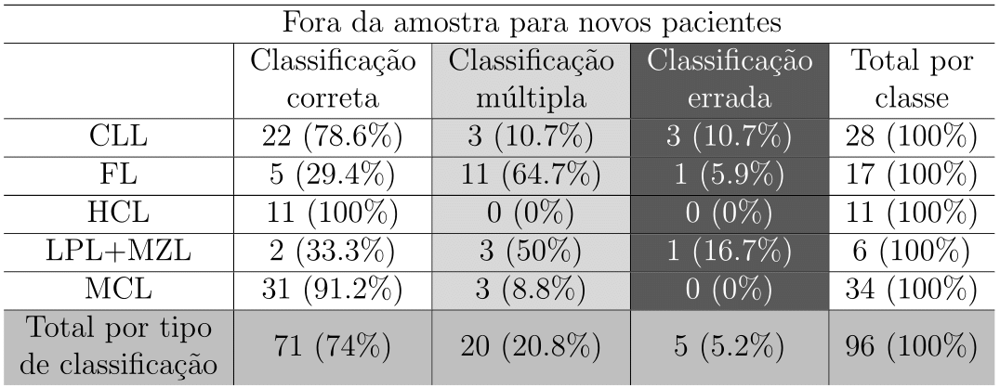 Fora da amostra para novos pacientes
Classificação Classificação Classificação Total por
correta múltipla errada classe
CLL 22 (78.6%) 3 (10.7%) 3 (10.7%) 28 (100%)
FL 5 (29.4%) 11 (64.7%) 1 (5.9%) 17 (100%)
HCL 11 (100%) 0 (0%) 0 (0%) 11 (100%)
LPL+MZL 2 (33.3%) 3 (50%) 1 (16.7%) 6 (100%)
MCL 31 (91.2%) 3 (8.8%) 0 (0%) 34 (100%)
Total por tipo
de classificação 71 (74%) 20 (20.8%) 5 (5.2%) 96 (100%)